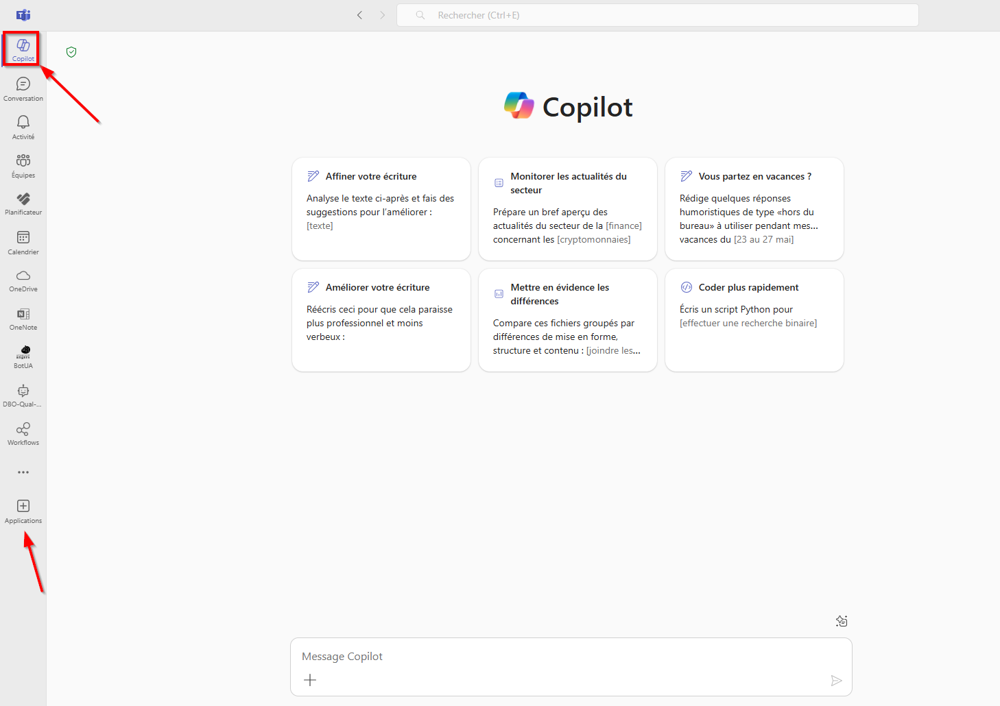 Rechercher (Ctrl+E)
Copilot
Conversation
Activité
Équipes
Planificateur
Calendrier
OneDrive
OneNote
angers
BotUA
DBO-Qual-...
Workflows
Applications
Copilot
Affiner votre écriture
Analyse le texte ci-après et fais des
suggestions pour l'améliorer :
[texte]
Monitorer les actualités du
secteur
Prépare un bref aperçu des
actualités du secteur de la [finance]
concernant les [cryptomonnaies]
Vous partez en vacances ?
Rédige quelques réponses
humoristiques de type «hors du
bureau» à utiliser pendant mes...
vacances du [23 au 27 mai]
Améliorer votre écriture
Réécris ceci pour que cela paraisse
plus professionnel et moins
verbeux :
Mettre en évidence les
différences
Compare ces fichiers groupés par
différences de mise en forme,
structure et contenu : [joindre les...
Coder plus rapidement
Écris un script Python pour
[effectuer une recherche binaire]
Message Copilot